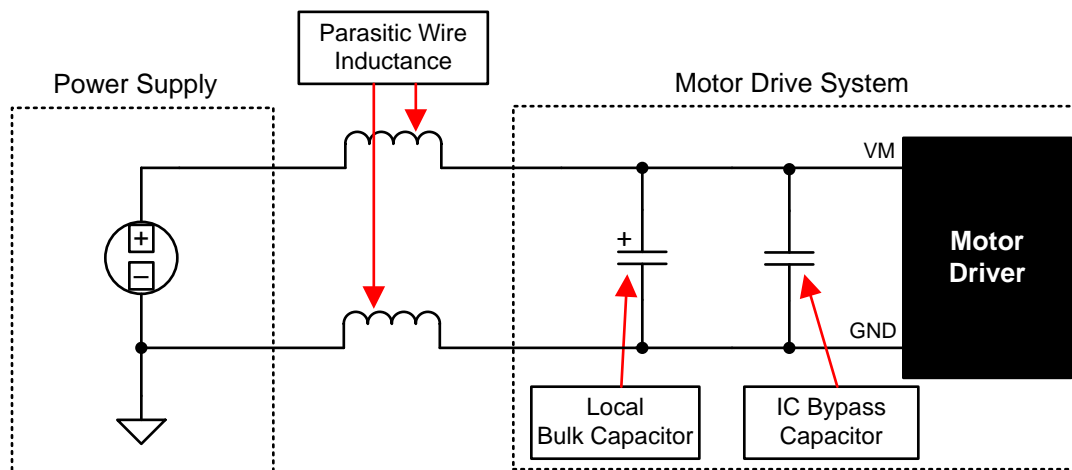 Parasitic Wire
Inductance
Power Supply
Motor Drive System
VM
+
−
+
Motor
Driver
GND
Local
Bulk Capacitor
IC Bypass
Capacitor